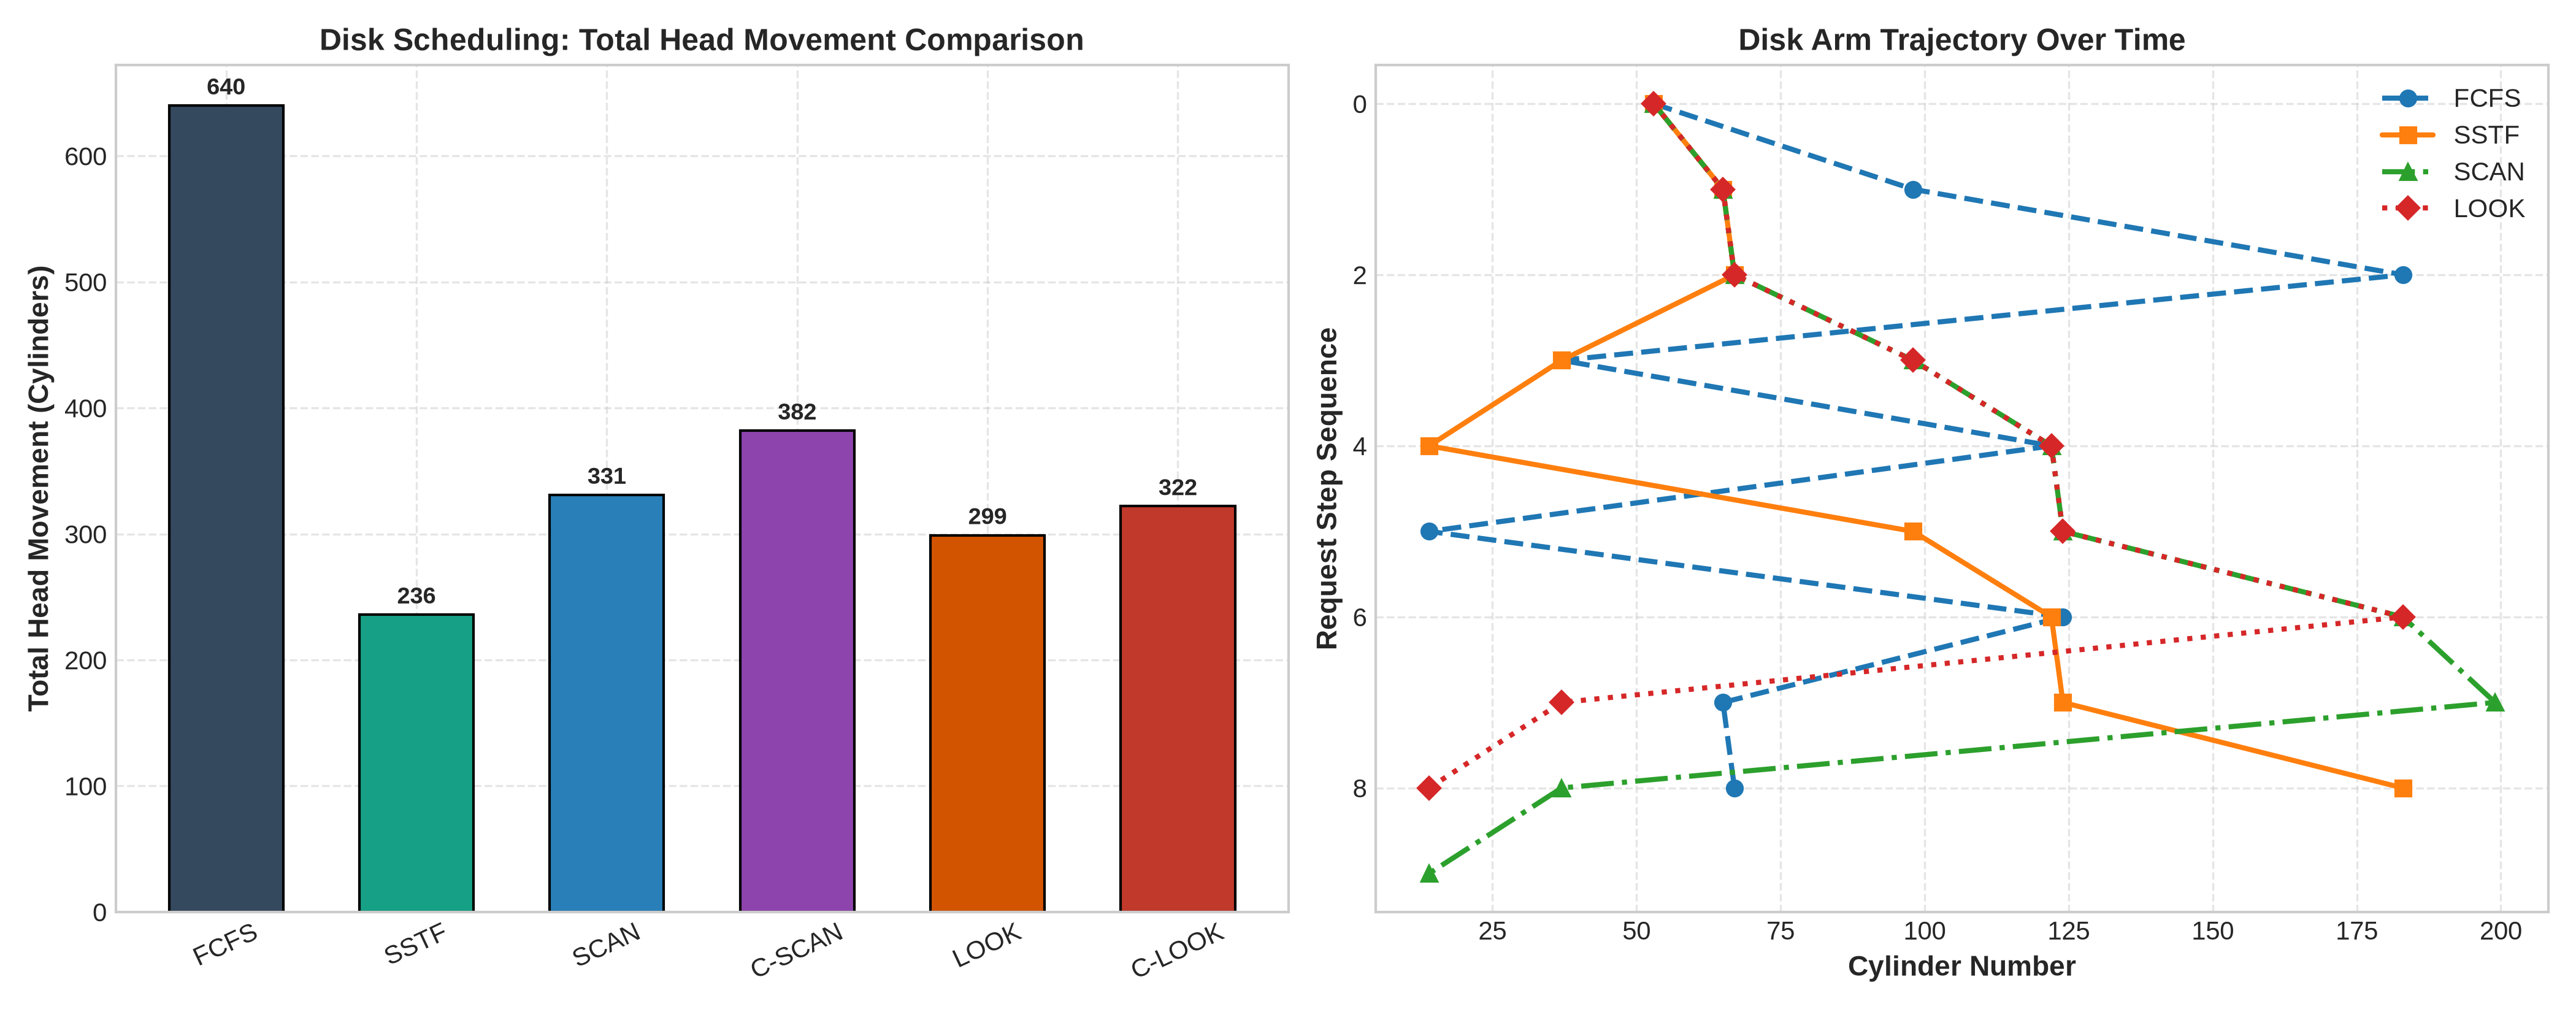 Disk Scheduling: Total Head Movement Comparison
Total Head Movement (Cylinders)
600
500
400
300
200
100
0
640
236
331
382
299
322
FCFS
SSTF
SCAN
C-SCAN
LOOK
C-LOOK
Disk Arm Trajectory Over Time
Request Step Sequence
0
2
4
6
8
FCFS
SSTF
SCAN
LOOK
25
50
75
100
125
150
175
200
Cylinder Number